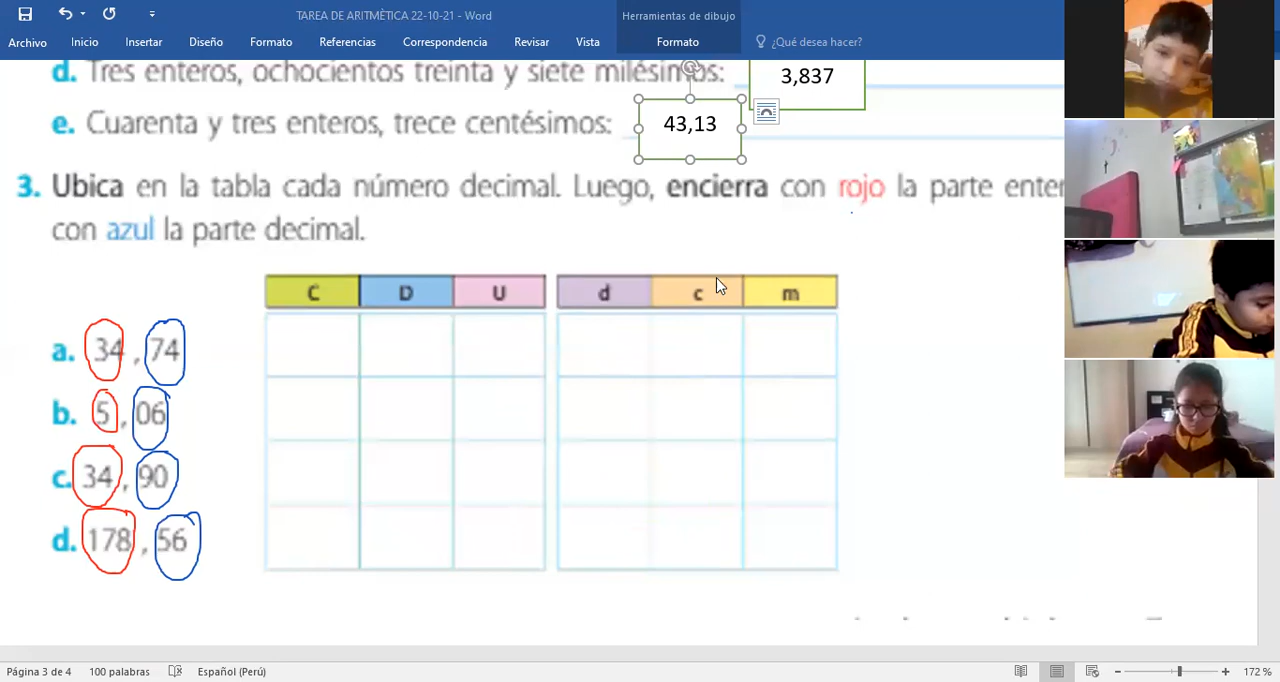 TAREA DE ARITMÈTICA 22-10-21 - Word
Herramientas de dibujo
Archivo Inicio Insertar Diseño Formato Referencias Correspondencia Revisar Vista Formato ¿Qué desea hacer?
d. Tres enteros, ochocientos treinta y siete milésimos: 3,837
e. Cuarenta y tres enteros, trece centésimos: 43,13
3. Ubica en la tabla cada número decimal. Luego, encierra con rojo la parte enter
con azul la parte decimal.
C D U d c m
a. 34 , 74
b. 5 , 06
c. 34 , 90
d. 178 , 56
Página 3 de 4 100 palabras Español (Perú) 172 %